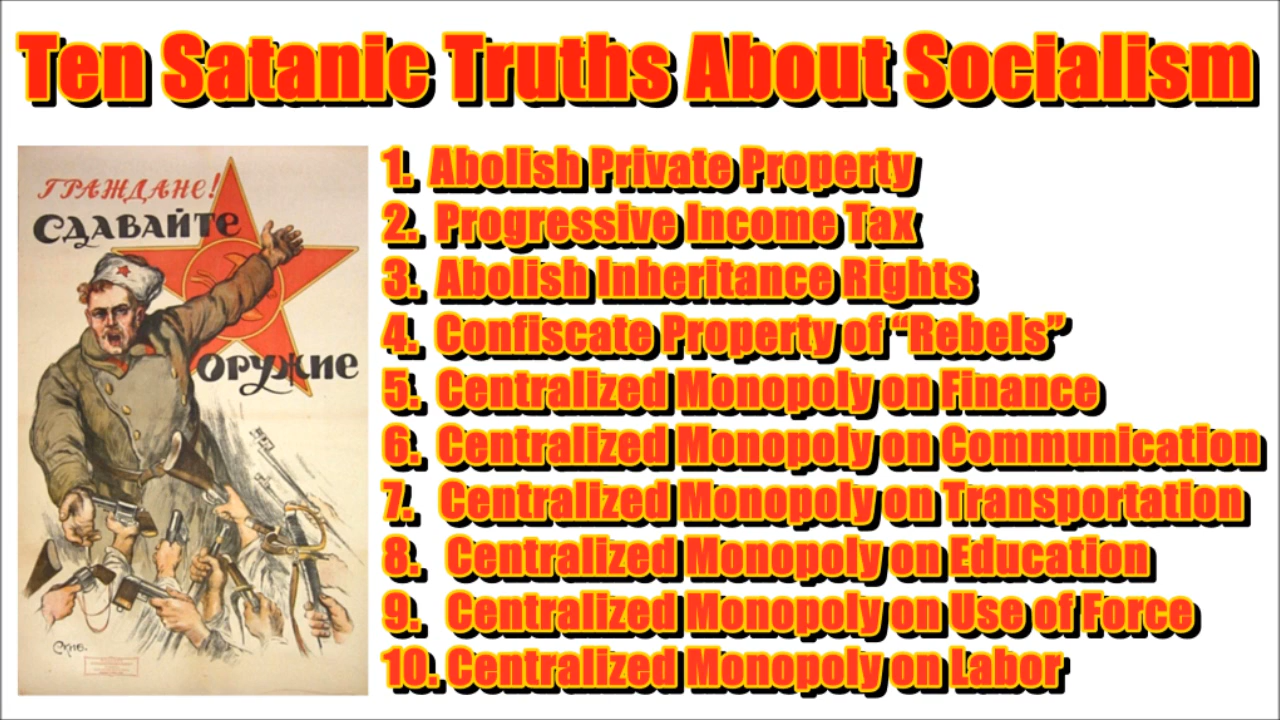 Ten Satanic Truths About Socialism
ГРАЖДАНЕ!
СДАВАЙТЕ
ОРУЖИЕ
1. Abolish Private Property
2. Progressive Income Tax
3. Abolish Inheritance Rights
4. Confiscate Property of “Rebels”
5. Centralized Monopoly on Finance
6. Centralized Monopoly on Communication
7. Centralized Monopoly on Transportation
8. Centralized Monopoly on Education
9. Centralized Monopoly on Use of Force
10. Centralized Monopoly on Labor